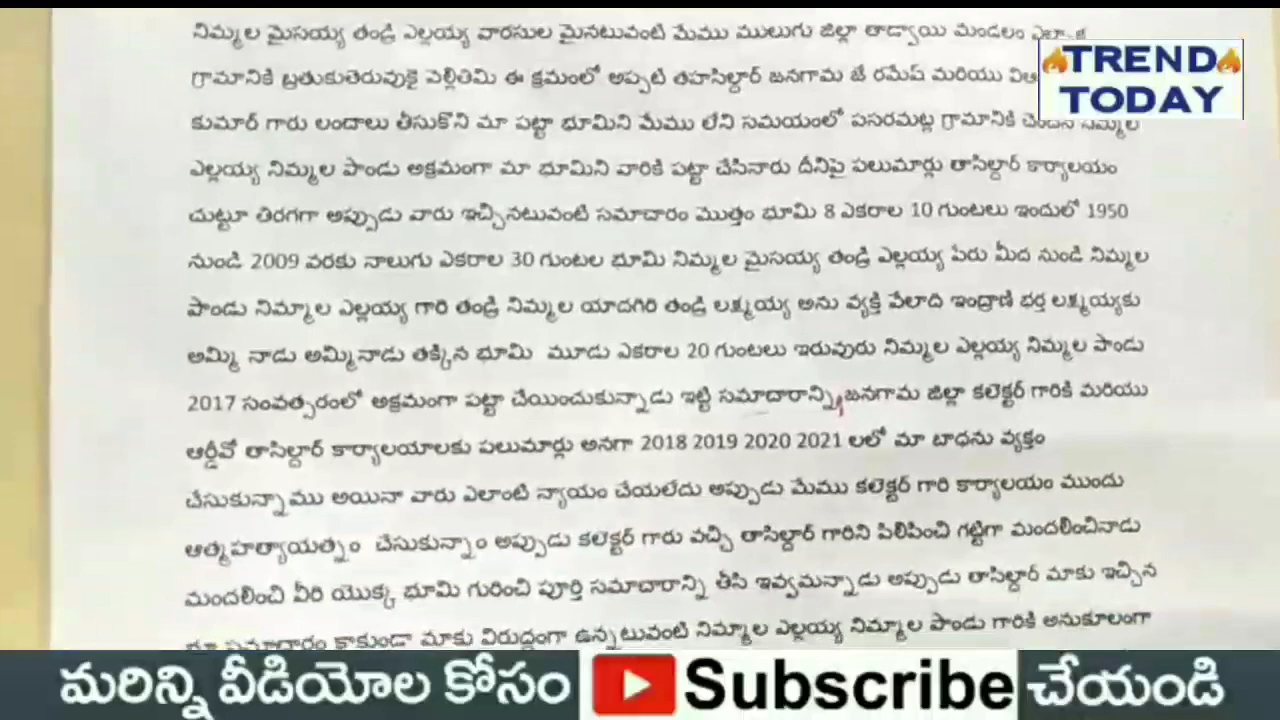 నిమ్మల మైసయ్య తండ్రి ఎల్లయ్య వారసుల మైనటువంటి మేము ములుగు జిల్లా తాడ్వాయి మండలం
TREND
TODAY
గ్రామానికి బ్రతుకుతెరువుకై వెల్లితిమి ఈ క్రమంలో అప్పటి తహసిల్దార్ జనగామ జే రమేష్ మరియు
కుమార్ గారు లంచాలు తీసుకొని మా పట్టా భూమిని మేము లేని సమయంలో పసరమట్ల గ్రామానికి చెందిన నిమ్మల
ఎల్లయ్య నిమ్మల పాండు అక్రమంగా మా భూమిని వారికి పట్టా చేసినారు దీనిపై పలుమార్లు తాసిల్దార్ కార్యాలయం
చుట్టూ తిరగగా అప్పుడు వారు ఇచ్చినటువంటి సమాచారం మొత్తం భూమి 8 ఎకరాల 10 గుంటలు ఇందులో 1950
నుండి 2009 వరకు నాలుగు ఎకరాల 30 గుంటల భూమి నిమ్మల మైసయ్య తండ్రి ఎల్లయ్య పేరు మీద నుండి నిమ్మల
పాండు నిమ్మాల ఎల్లయ్య గారి తండ్రి నిమ్మల యాదగిరి తండ్రి లక్ష్మయ్య అను వ్యక్తి పేలాది ఇంద్రాణి భర్త లక్ష్మయ్యకు
అమ్మి నాడు అమ్మినాడు తక్కిన భూమి మూడు ఎకరాల 20 గుంటలు ఇరువురు నిమ్మల ఎల్లయ్య నిమ్మల పాండు
2017 సంవత్సరంలో అక్రమంగా పట్టా చేయించుకున్నాడు ఇట్టి సమాచారాన్ని జనగామ జిల్లా కలెక్టర్ గారికి మరియు
ఆర్డీవో తాసిల్దార్ కార్యాలయాలకు పలుమార్లు అనగా 2018 2019 2020 2021 లలో మా బాధను వ్యక్తం
చేసుకున్నాము అయినా వారు ఎలాంటి న్యాయం చేయలేదు అప్పుడు మేము కలెక్టర్ గారి కార్యాలయం ముందు
ఆత్మహత్యాయత్నం చేసుకున్నాం అప్పుడు కలెక్టర్ గారు వచ్చి తాసిల్దార్ గారిని పిలిపించి గట్టిగా మందలించినాడు
మందలించి వీరి యొక్క భూమి గురించి పూర్తి సమాచారాన్ని తీసి ఇవ్వమన్నాడు అప్పుడు తాసిల్దార్ మాకు ఇచ్చిన
సమాచారం కాకుండా మాకు విరుద్ధంగా ఉన్నటువంటి నిమ్మాల ఎల్లయ్య నిమ్మాల పాండు గారికి అనుకూలంగా
మరిన్ని వీడియోల కోసం Subscribe చేయండి